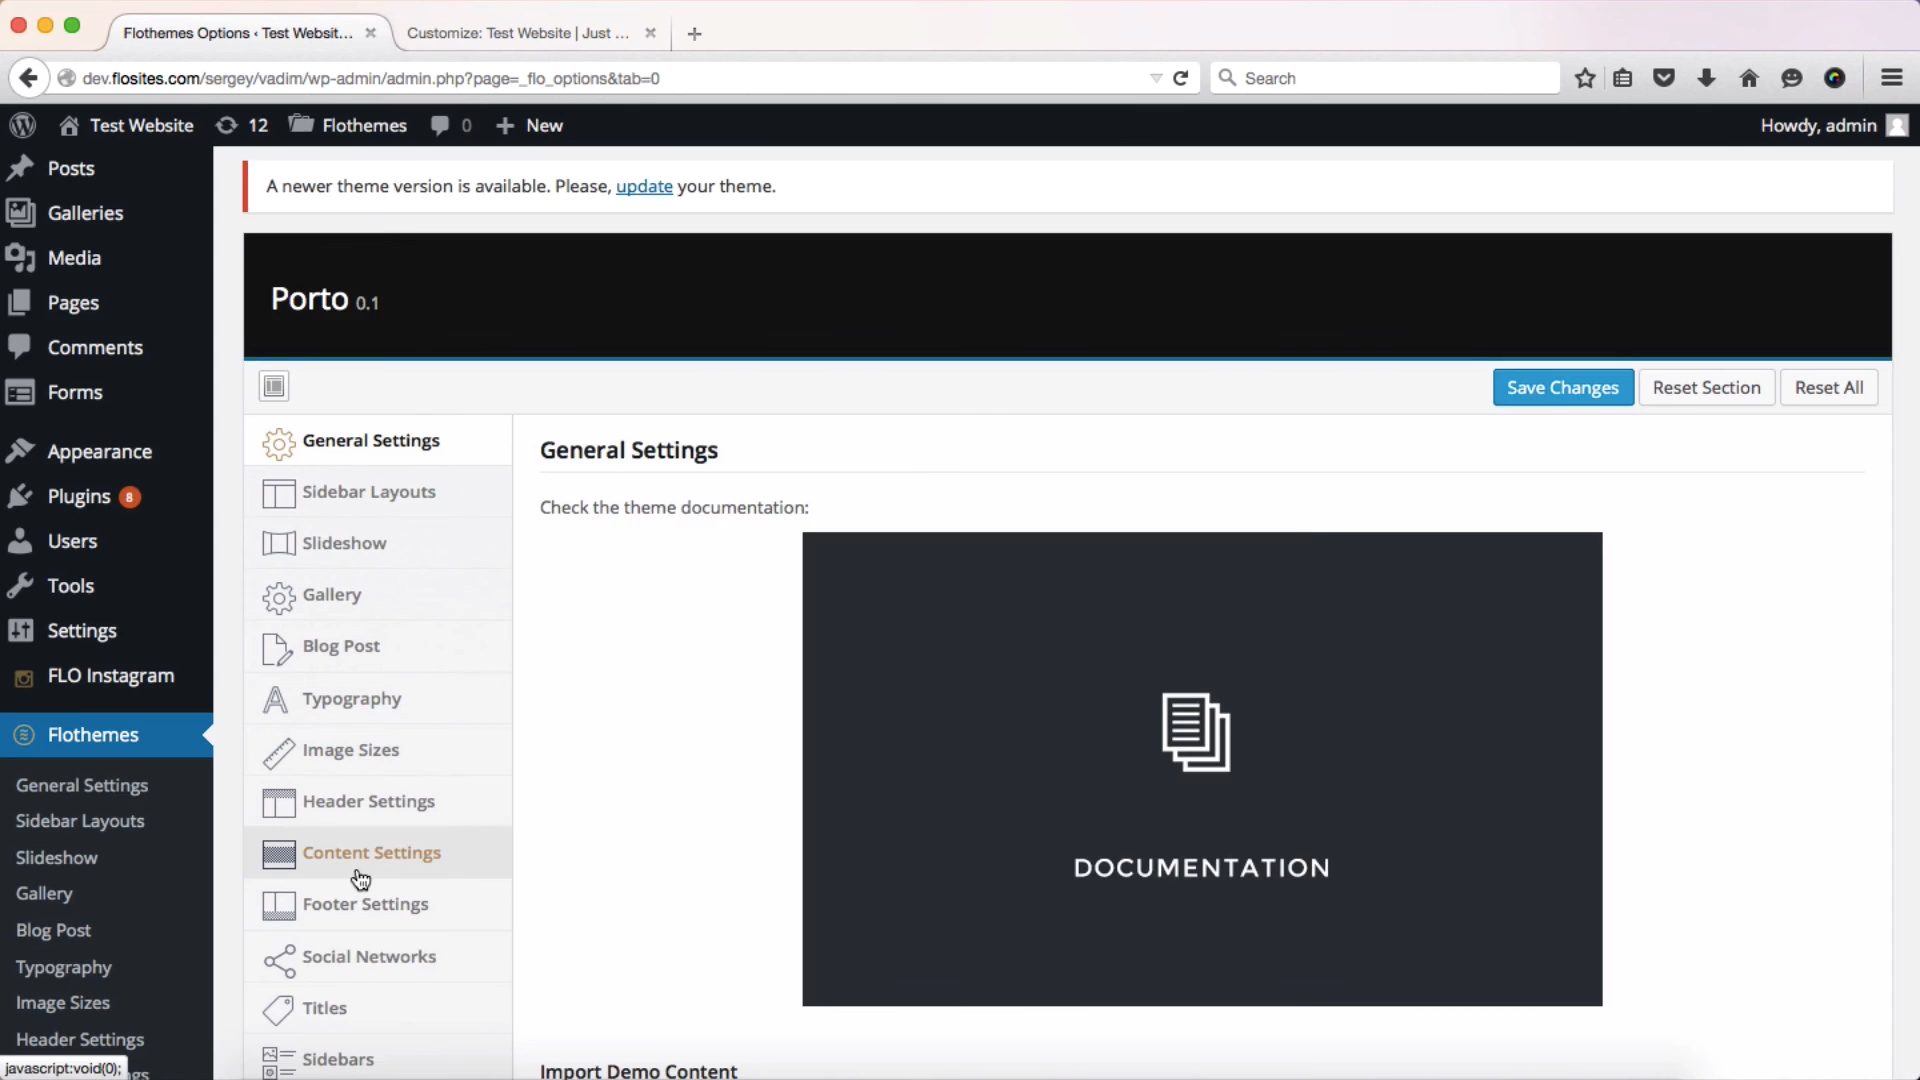 Flothemes Options ‹ Test Websit...
Customize: Test Website | Just ...
dev.flosites.com/sergey/vadim/wp-admin/admin.php?page=_flo_options&tab=0
Search
Test Website
12
Flothemes
0
New
Howdy, admin
Posts
Galleries
Media
Pages
Comments
Forms
Appearance
Plugins 8
Users
Tools
Settings
FLO Instagram
Flothemes
General Settings
Sidebar Layouts
Slideshow
Gallery
Blog Post
Typography
Image Sizes
Header Settings
javascript:void(0);
A newer theme version is available. Please, update your theme.
Porto 0.1
Save Changes
Reset Section
Reset All
General Settings
Sidebar Layouts
Slideshow
Gallery
Blog Post
Typography
Image Sizes
Header Settings
Content Settings
Footer Settings
Social Networks
Titles
Sidebars
General Settings
Check the theme documentation:
DOCUMENTATION
Import Demo Content